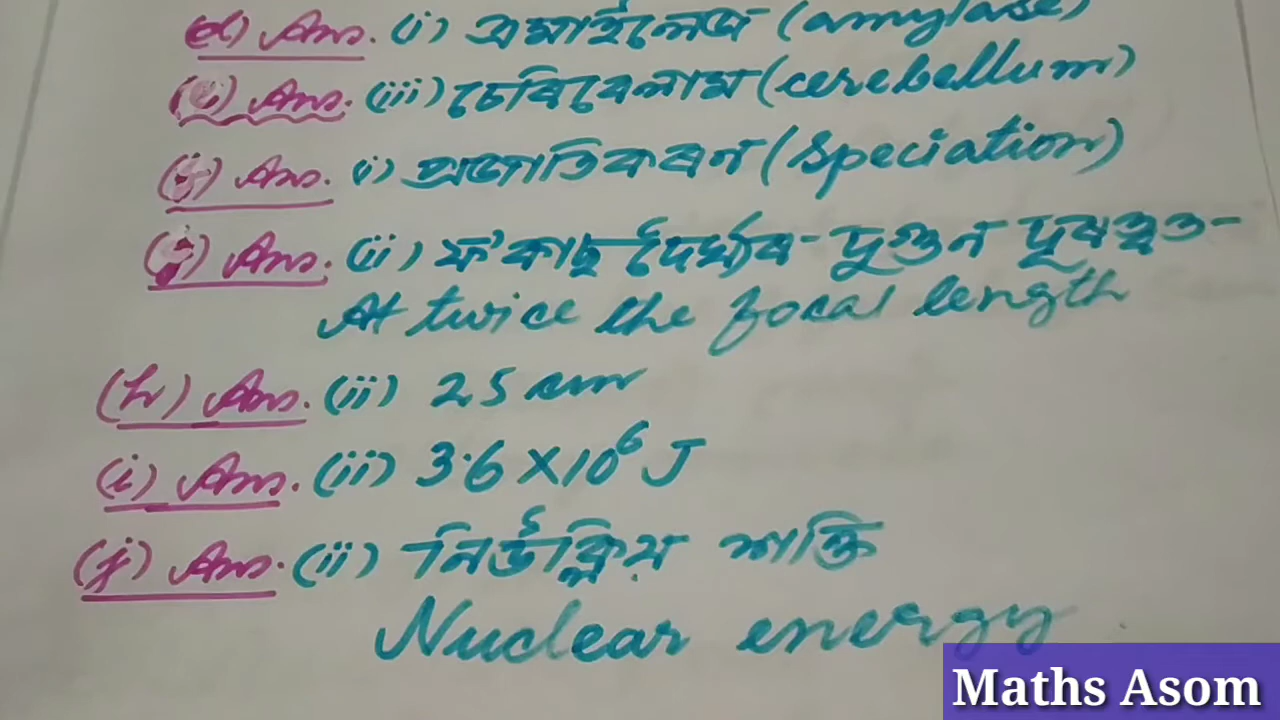 (d) Ans. (i) এমাইলেজ (amylase)
Ans. (iii) চেৰিবেলাম (cerebellum)
Ans. (i) প্ৰজাতিকৰণ (speciation)
Ans. (ii) ফ'কাছ দৈৰ্ঘ্যৰ দুগুন দূৰত্বত-
At twice the focal length
(h) Ans. (ii) 25 cm
(i) Ans. (ii) 3.6 X 10⁶ J
(j) Ans. (ii) নিউক্লিয় শক্তি
Nuclear energy
Maths Asom